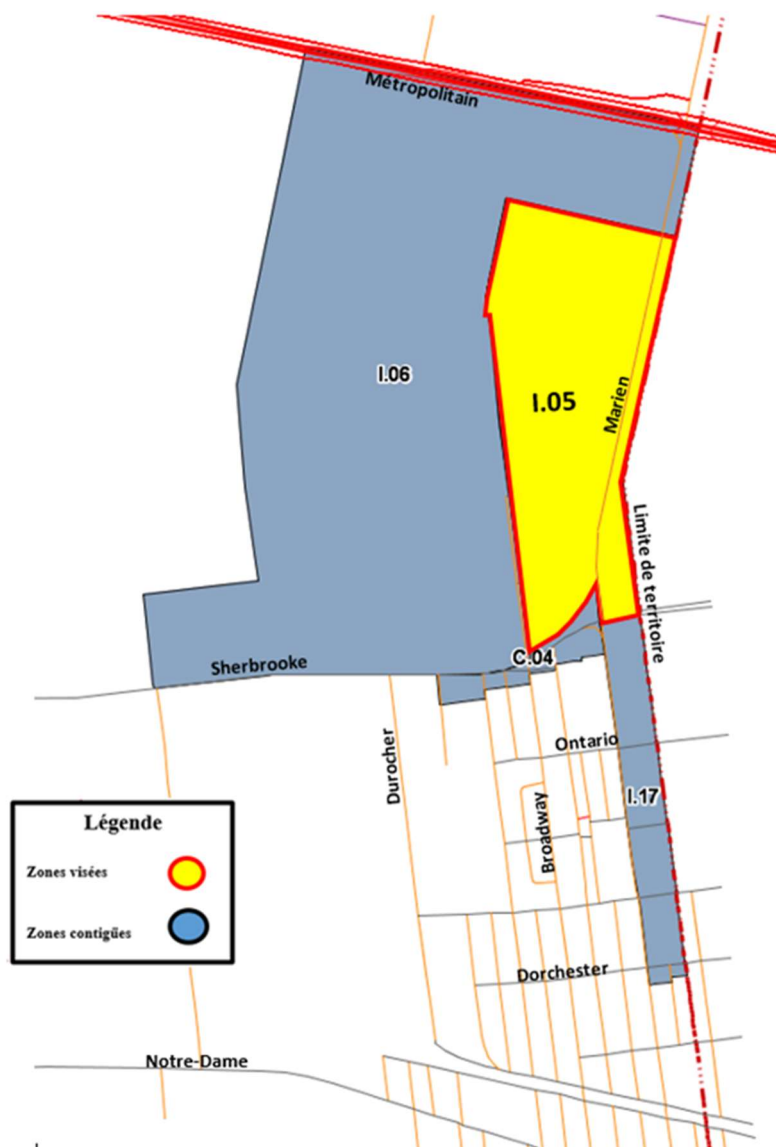 Métropolitain
I.06
I.05
Marien
Limite de territoire
C.04
Sherbrooke
Ontario
Durocher
I.17
Broadway
Légende
Zones visées
Zones contigües
Dorchester
Notre-Dame